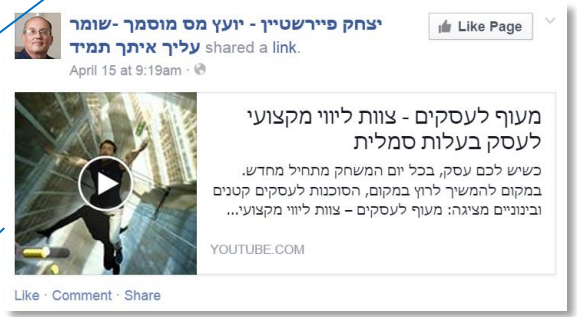 יצחק פיירשטיין - יועץ מס מוסמך -שומר
עליך איתך תמיד shared a link.
April 15 at 9:19am ·
Like Page
מעוף לעסקים - צוות ליווי מקצועי
לעסק בעלות סמלית
כשיש לכם עסק, בכל יום המשחק מתחיל מחדש.
במקום להמשיך לרוץ במקום, הסוכנות לעסקים קטנים
ובינוניים מציגה: מעוף לעסקים – צוות ליווי מקצועי...
YOUTUBE.COM
Like · Comment · Share